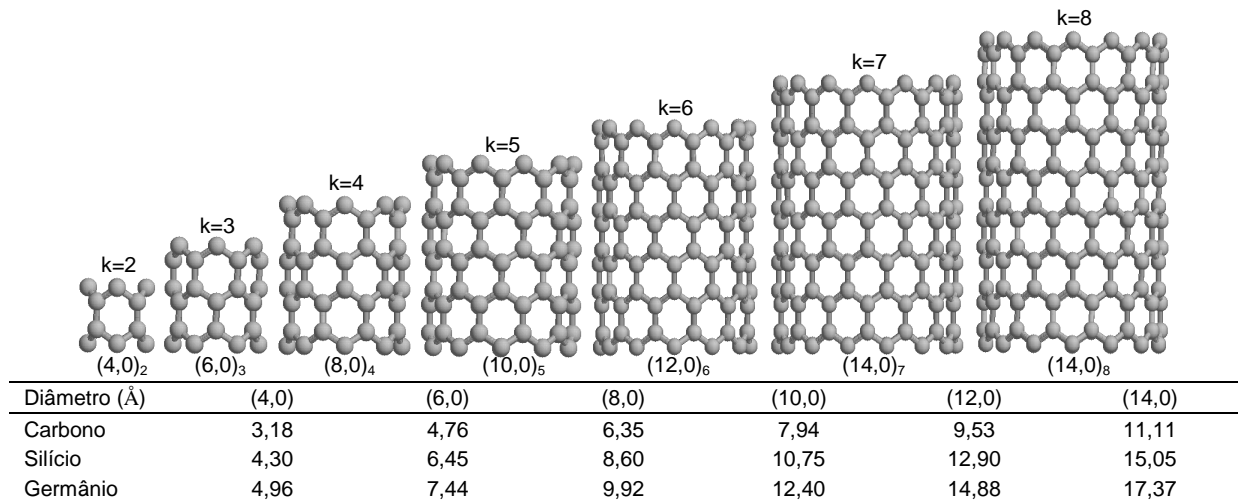 k=8
k=7
k=6
k=5
k=4
k=3
k=2
(4,0)₂ (6,0)₃ (8,0)₄ (10,0)₅ (12,0)₆ (14,0)₇ (14,0)₈
Diâmetro (Å) (4,0) (6,0) (8,0) (10,0) (12,0) (14,0)
Carbono 3,18 4,76 6,35 7,94 9,53 11,11
Silício 4,30 6,45 8,60 10,75 12,90 15,05
Germânio 4,96 7,44 9,92 12,40 14,88 17,37